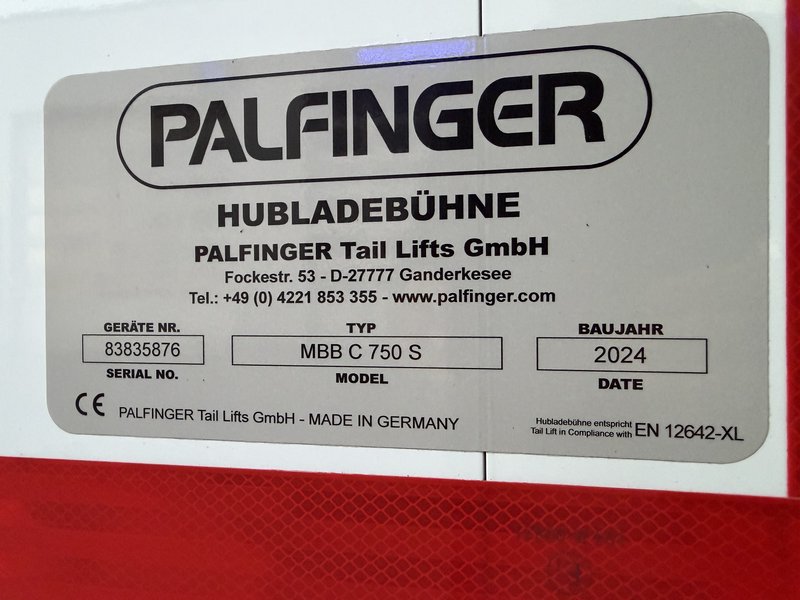 PALFINGER
HUBLADEBÜHNE
PALFINGER Tail Lifts GmbH
Fockestr. 53 - D-27777 Ganderkesee
Tel.: +49 (0) 4221 853 355 - www.palfinger.com
GERÄTE NR. TYP BAUJAHR
83835876 MBB C 750 S 2024
SERIAL NO. MODEL DATE
CE PALFINGER Tail Lifts GmbH - MADE IN GERMANY
Hubladebühne entspricht
Tail Lift in Compliance with EN 12642-XL